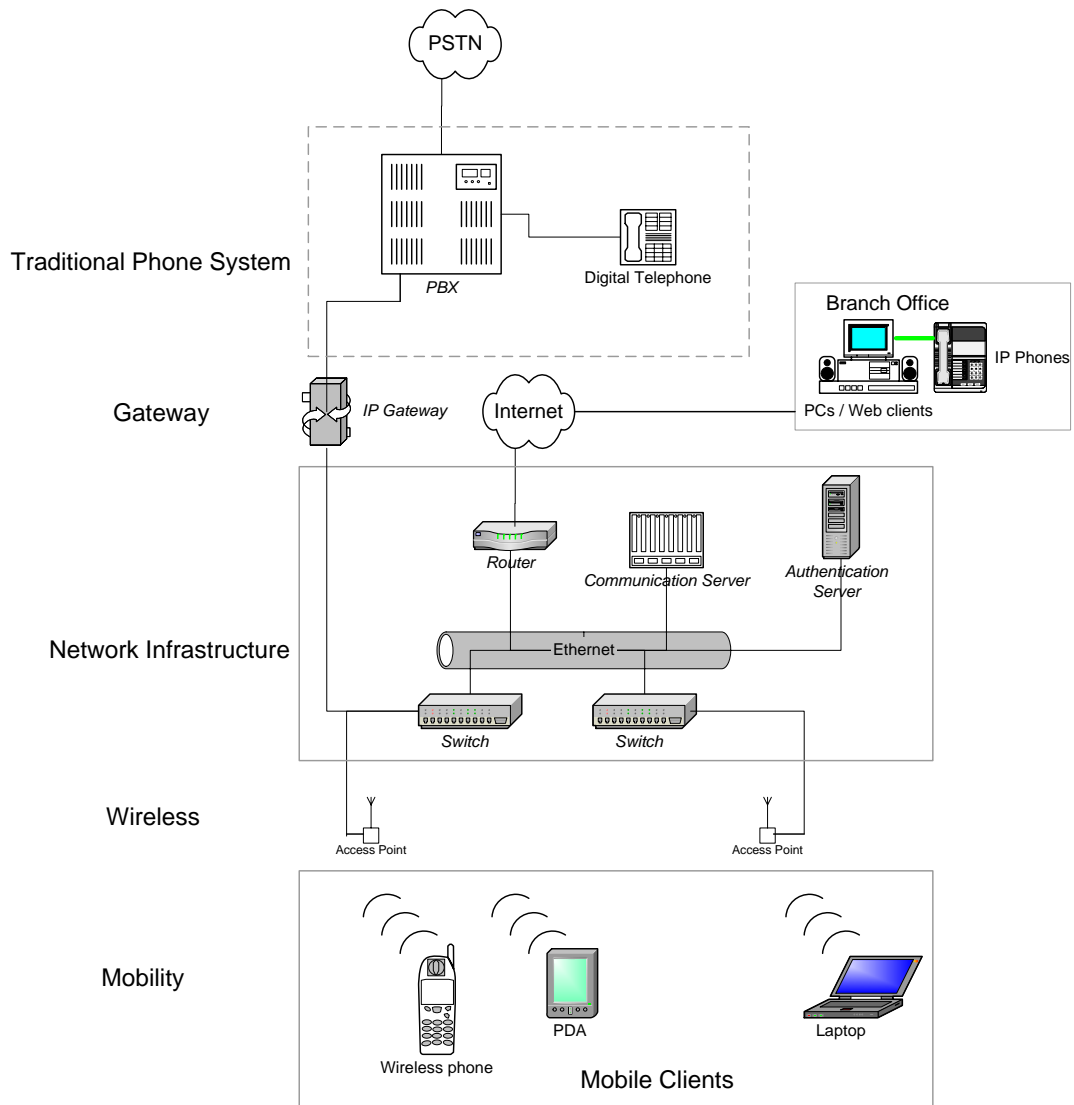 PSTN
Traditional Phone System
PBX
Digital Telephone
Branch Office
IP Phones
PCs / Web clients
Gateway
IP Gateway
Internet
Router
Communication Server
Authentication
Server
Network Infrastructure
Ethernet
Switch
Switch
Wireless
Access Point
Access Point
Mobility
Wireless phone
PDA
Laptop
Mobile Clients